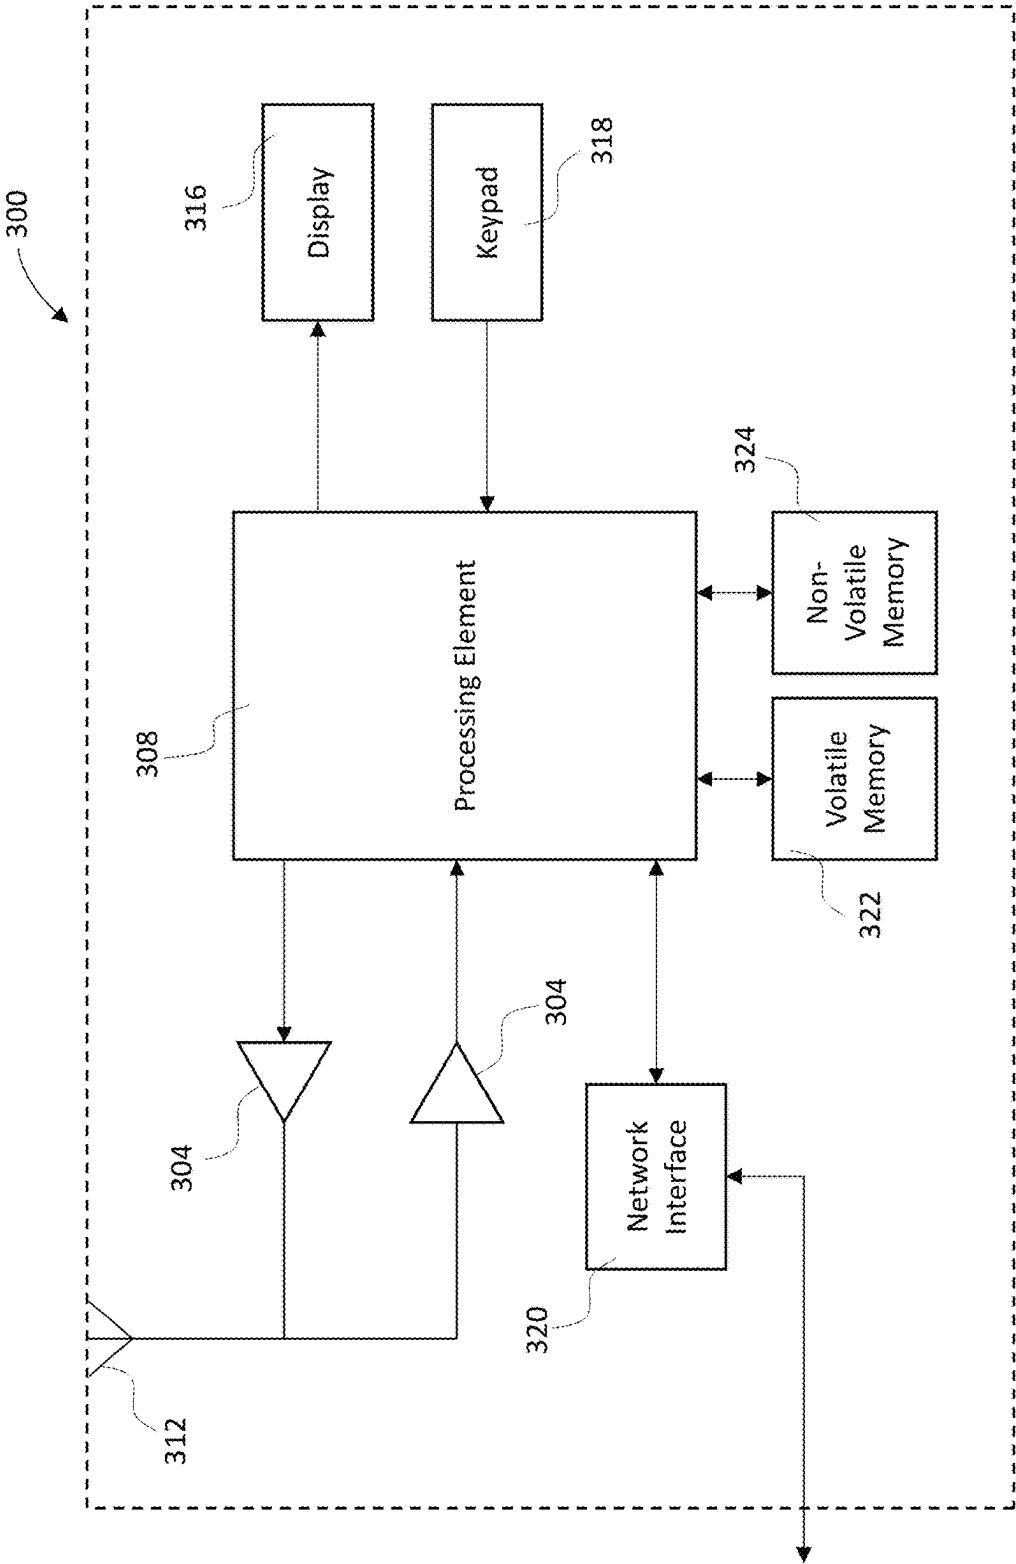 300
312
304
304
308
316
Display
318
Keypad
Processing Element
320
Network
Interface
322
Volatile
Memory
324
Non-
Volatile
Memory